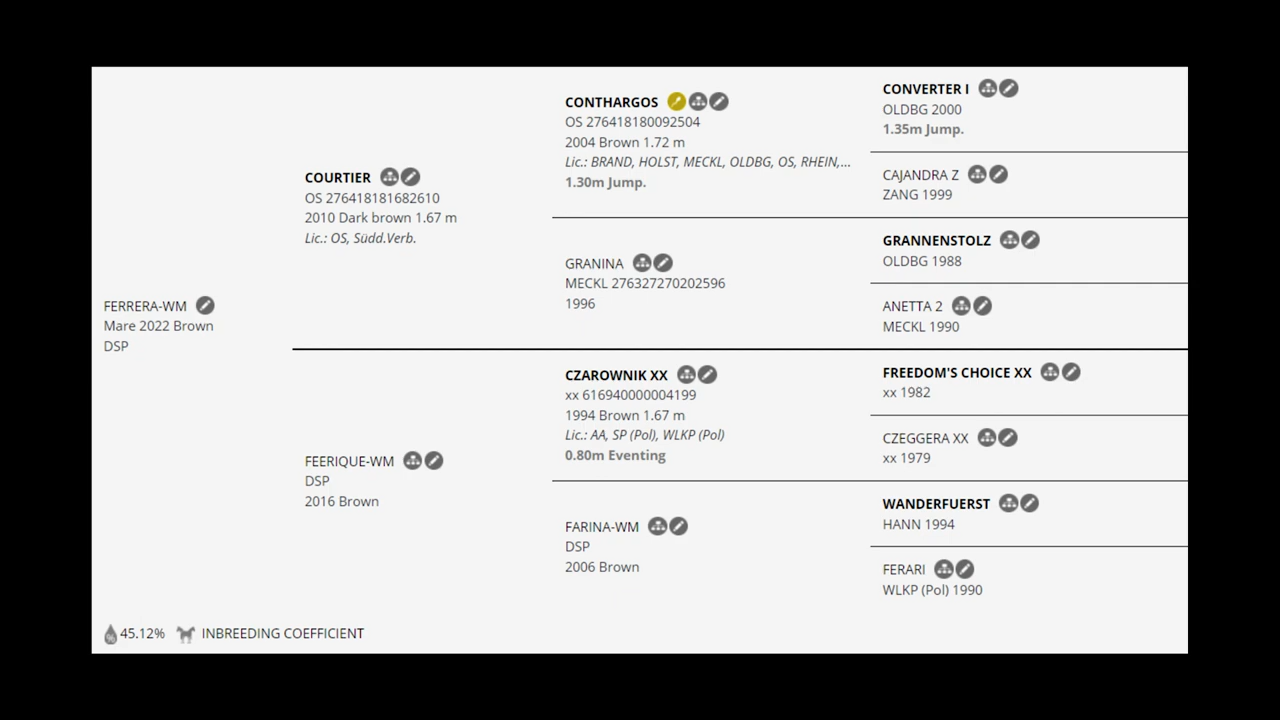 FERRERA-WM
Mare 2022 Brown
DSP
COURTIER
OS 276418181682610
2010 Dark brown 1.67 m
Lic.: OS, Südd.Verb.
FEERIQUE-WM
DSP
2016 Brown
CONTHARGOS
OS 276418180092504
2004 Brown 1.72 m
Lic.: BRAND, HOLST, MECKL, OLDBG, OS, RHEIN,...
1.30m Jump.
GRANINA
MECKL 276327270202596
1996
CZAROWNIK XX
xx 616940000004199
1994 Brown 1.67 m
Lic.: AA, SP (Pol), WLKP (Pol)
0.80m Eventing
FARINA-WM
DSP
2006 Brown
CONVERTER I
OLDBG 2000
1.35m Jump.
CAJANDRA Z
ZANG 1999
GRANNENSTOLZ
OLDBG 1988
ANETTA 2
MECKL 1990
FREEDOM'S CHOICE XX
xx 1982
CZEGGERA XX
xx 1979
WANDERFUERST
HANN 1994
FERARI
WLKP (Pol) 1990
45.12% INBREEDING COEFFICIENT